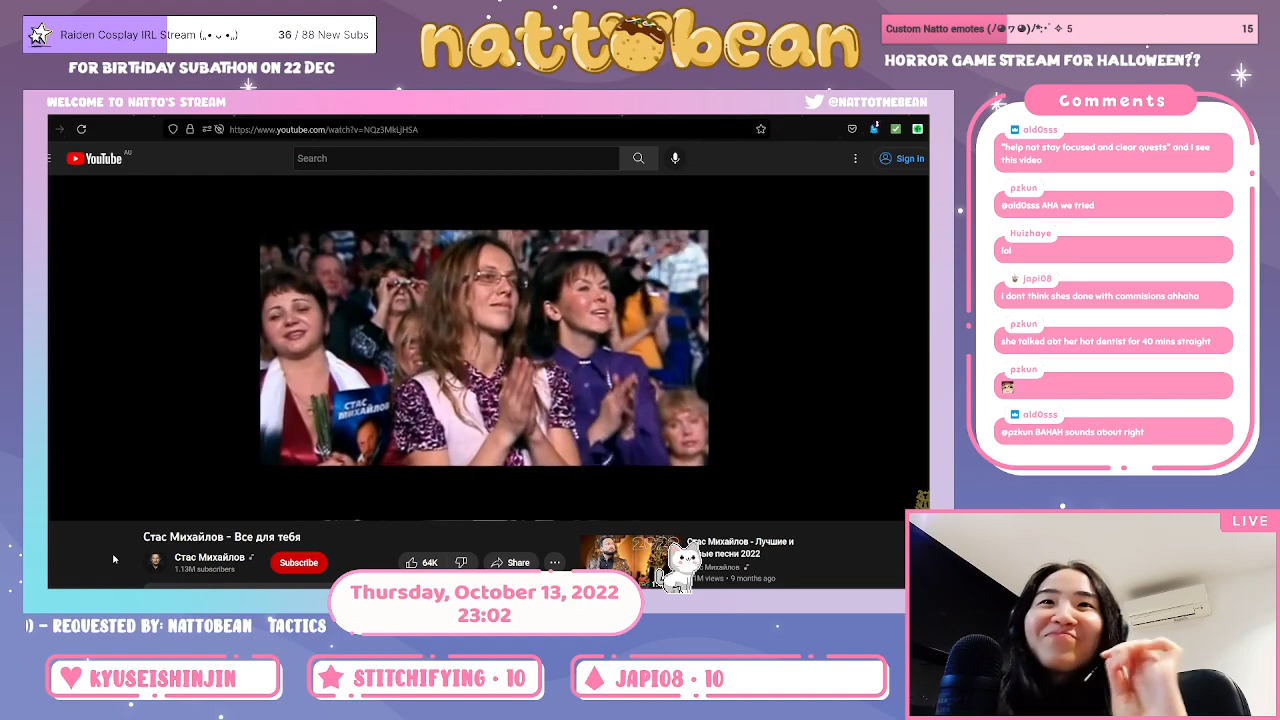 Raider Cosplay IRL Stream (⁎• ᴗ •⁎)
36 / 89 New Subs
FOR BIRTHDAY SUBATHON ON 22 DEC
nattobean
Custom Natto emotes
5
15
HORROR GAME STREAM FOR HALLOWEEN??
WELCOME TO NATTO'S STREAM
@NATTOTHEBEAN
https://www.youtube.com/watch?v=NQz3MkUjHSA
YouTube AU
Search
Sign in
СТАС
МИХАЙЛОВ
Стас Михайлов - Все для тебя
Стас Михайлов
1.13M subscribers
Subscribe
64K
Share
Стас Михайлов - Лучшие и
песни 2022
views • 9 months ago
Thursday, October 13, 2022
23:02
- REQUESTED BY: NATTOBEAN
TACTICS
KYUSEISHINJIN
STITCHIFYING • 10
JAPI08 • 10
Comments
ald0sss
"help nat stay focused and clear quests" and I see
this video
pzkun
@ald0sss AHA we tried
Huizhaye
lol
japi08
i dont think shes done with commisions ahhaha
pzkun
she talked abt her hot dentist for 40 mins straight
pzkun
ald0sss
@pzkun BAHAH sounds about right
LIVE